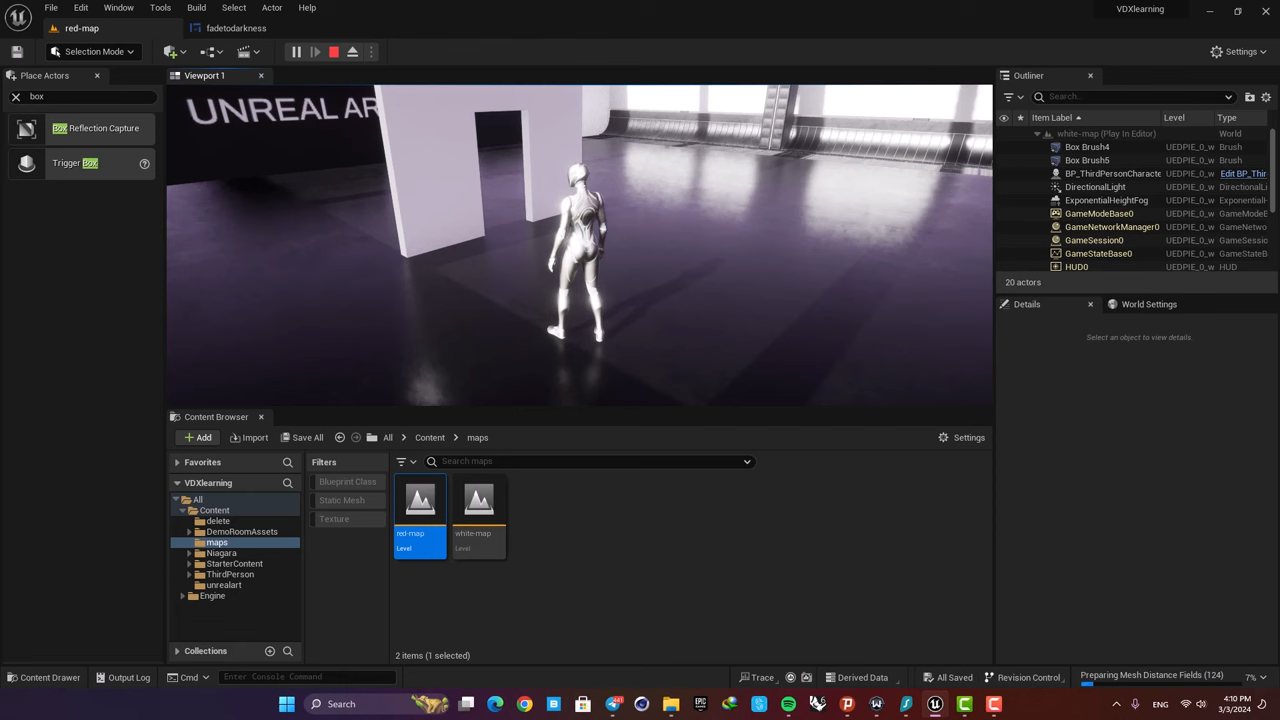 File
Edit
Window
Tools
Build
Select
Actor
Help
VDXlearning
red-map
fadetodarkness
Selection Mode
Settings
Place Actors
Viewport 1
Outliner
box
Search...
Item Label
Level
Type
Box Reflection Capture
Trigger Box
UNREAL AR
white-map (Play In Editor)
World
Box Brush4
UEDPIE_0_w
Brush
Box Brush5
UEDPIE_0_w
Brush
BP_ThirdPersonCharacte
UEDPIE_0_w
Edit BP_Thir
DirectionalLight
UEDPIE_0_w
DirectionalLi
ExponentialHeightFog
UEDPIE_0_w
Exponential
GameModeBase0
UEDPIE_0_w
GameModeE
GameNetworkManager0
UEDPIE_0_w
GameNetwo
GameSession0
UEDPIE_0_w
GameSessic
GameStateBase0
UEDPIE_0_w
GameStateB
HUD0
UEDPIE_0_w
HUD
20 actors
Details
World Settings
Select an object to view details.
Content Browser
Add
Import
Save All
All
Content
maps
Settings
Favorites
Filters
Search maps
VDXlearning
Blueprint Class
Static Mesh
Texture
All
Content
delete
DemoRoomAssets
maps
Niagara
StarterContent
ThirdPerson
unrealart
Engine
red-map
Level
white-map
Level
Collections
2 items (1 selected)
Content Drawer
Output Log
Cmd
Enter Console Command
Trace
Derived Data
All Saved
Revision Control
Preparing Mesh Distance Fields (124)
7%
Search
4:10 PM
3/3/2024